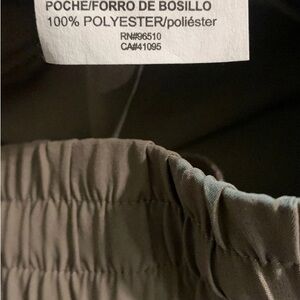 POCHE/FORRO DE BOSILLO
100% POLYESTER/poliéster
RN#96510
CA#41095